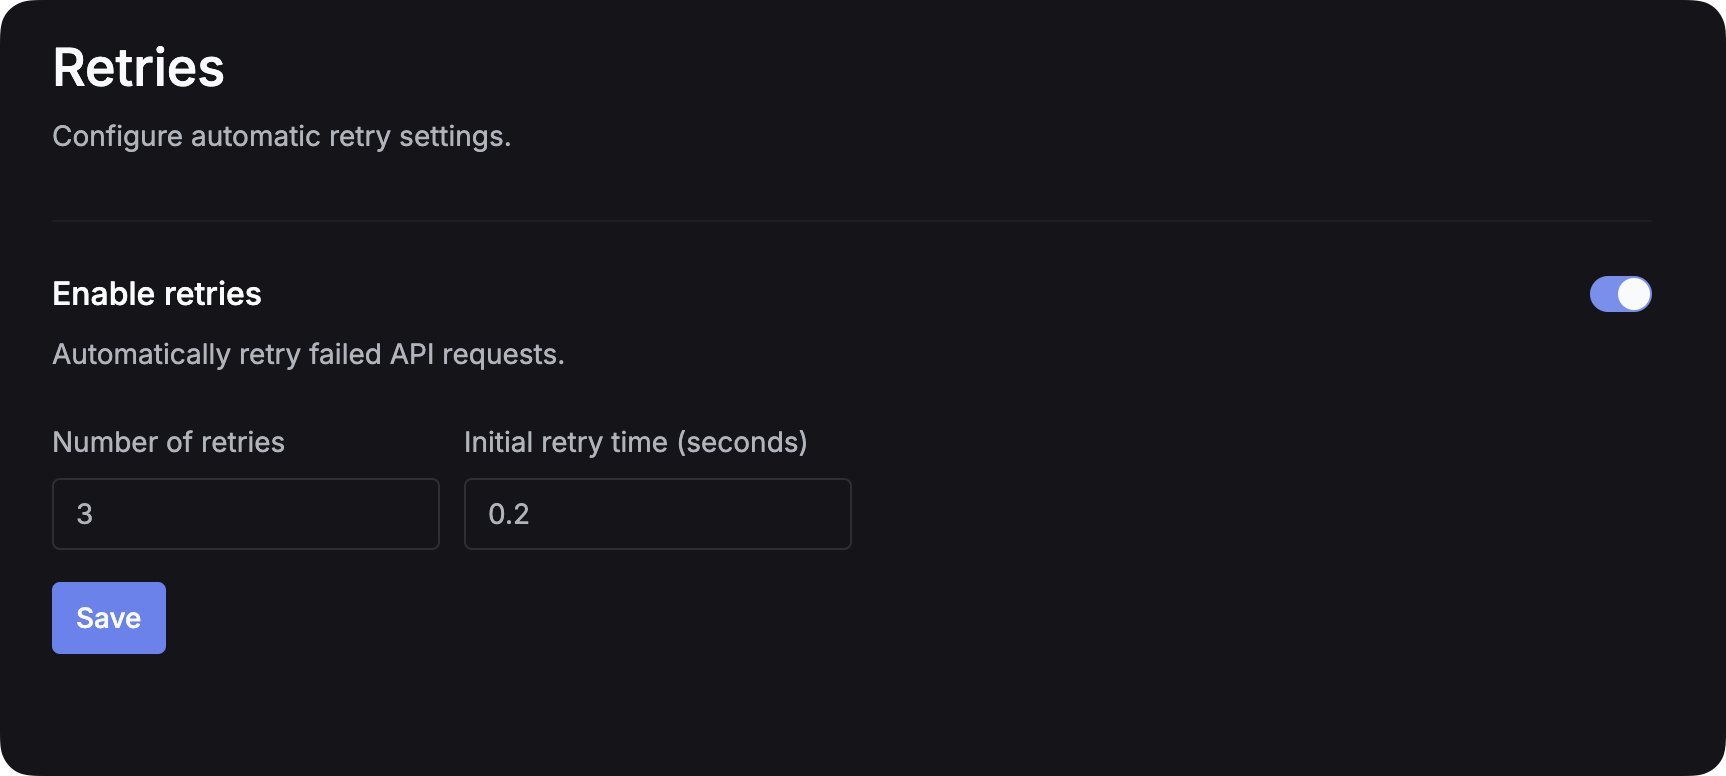 Retries
Configure automatic retry settings.
Enable retries
Automatically retry failed API requests.
Number of retries
Initial retry time (seconds)
3
0.2
Save